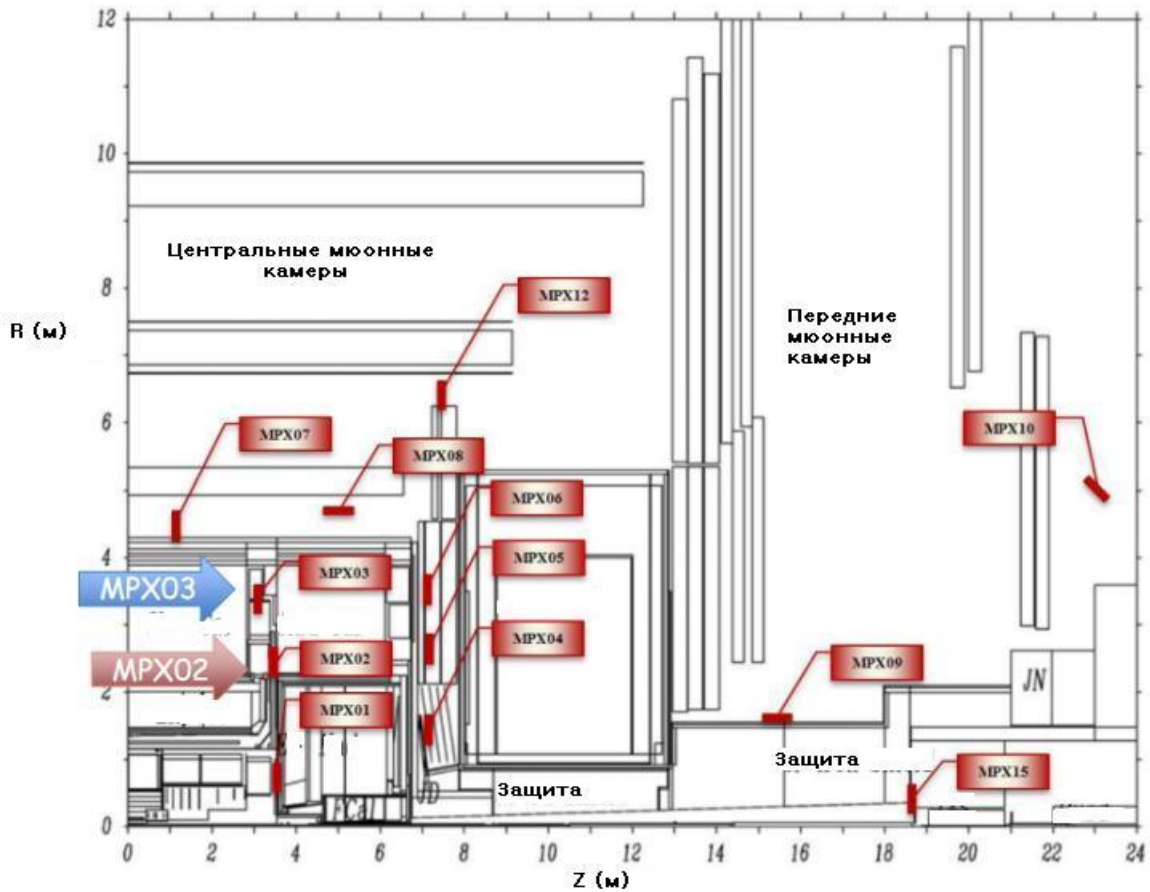 12
10
Центральные мюонные
камеры
8
MPX12
R (м)
Передние
мюонные
камеры
6
MPX07
MPX08
MPX10
MPX06
MPX05
4
MPX03
MPX03
MPX04
MPX02
MPX02
MPX09
2
JN
MPX01
Защита
MPX15
JD
Защита
FCal
0
0 2 4 6 8 10 12 14 16 18 20 22 24
Z (м)